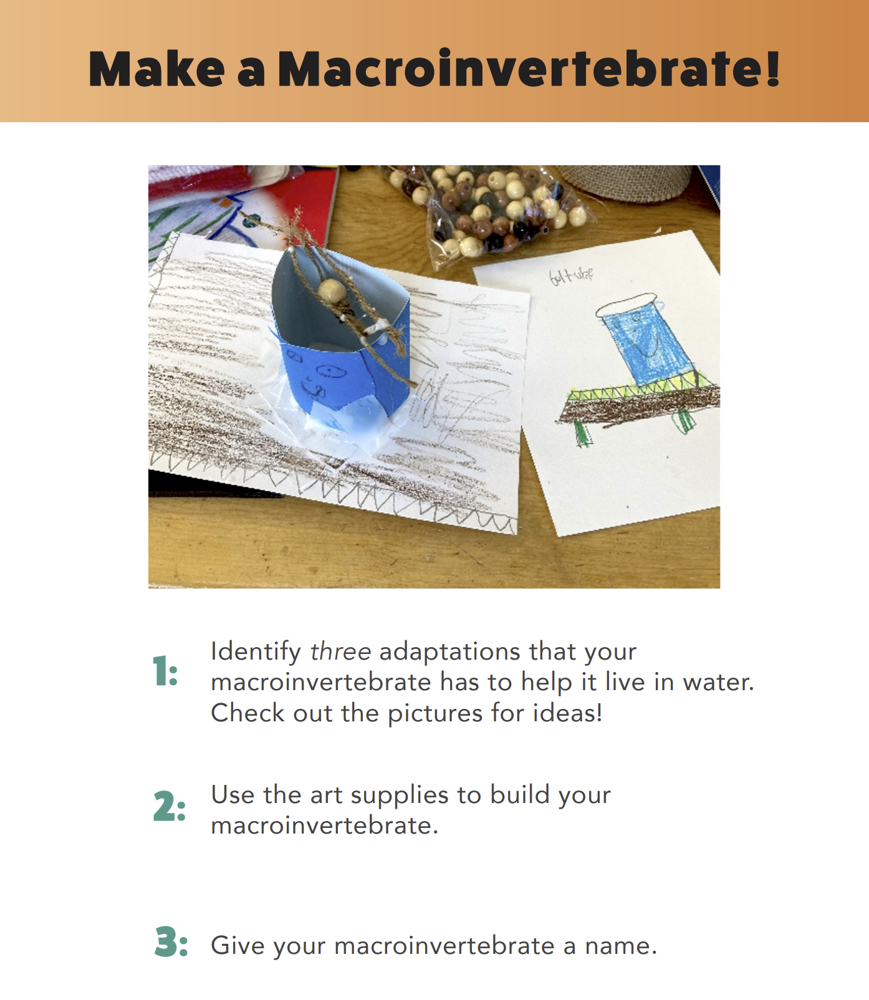 Make a Macroinvertebrate!
1: Identify three adaptations that your
macroinvertebrate has to help it live in water.
Check out the pictures for ideas!
2: Use the art supplies to build your
macroinvertebrate.
3: Give your macroinvertebrate a name.